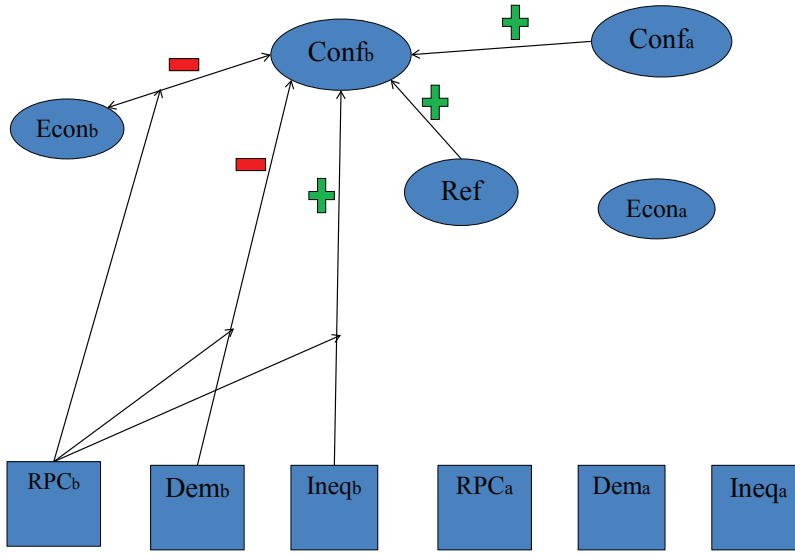 Confb
Confa
Econb
Ref
Econa
RPCb
Demb
Ineqb
RPCa
Dema
Ineqa